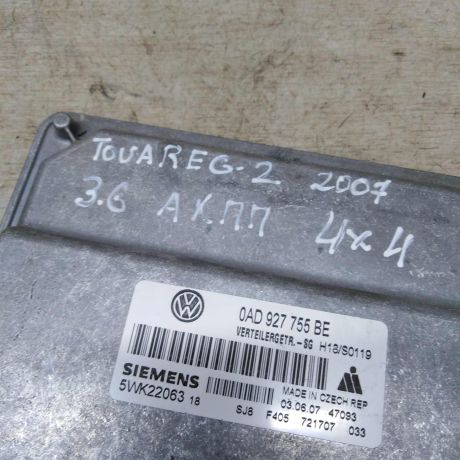 TOUAREG-2 2007
3.6 АКПП 4x4
0AD 927 755 BE
VERTEILERGETR.-SG H18/S0119
SIEMENS
5WK22063 18
MADE IN CZECH REP
03.06.07 47093
SJ8 F405 721707 033